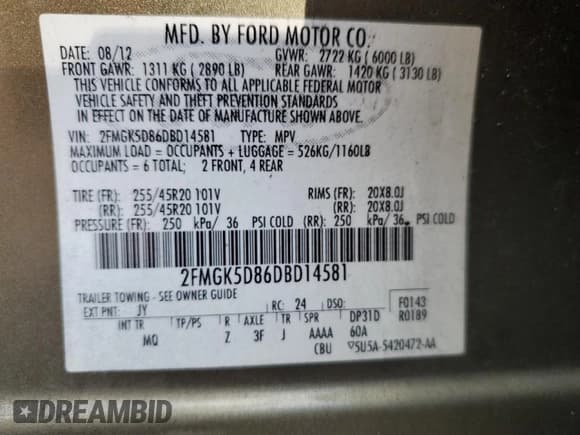 MFD. BY FORD MOTOR CO.
DATE: 08/12 GVWR: 2722 KG ( 6000 LB)
FRONT GAWR: 1311 KG ( 2890 LB) REAR GAWR: 1420 KG ( 3130 LB)
THIS VEHICLE CONFORMS TO ALL APPLICABLE FEDERAL MOTOR
VEHICLE SAFETY AND THEFT PREVENTION STANDARDS
IN EFFECT ON THE DATE OF MANUFACTURE SHOWN ABOVE.
VIN: 2FMGK5D86DBD14581 TYPE: MPV
MAXIMUM LOAD = OCCUPANTS + LUGGAGE = 526KG/1160LB
OCCUPANTS = 6 TOTAL; 2 FRONT, 4 REAR
TIRE (FR): 255/45R20 101V RIMS (FR): 20X8.0J
(RR): 255/45R20 101V (RR): 20X8.0J
PRESSURE (FR): 250 kPa/ 36 PSI COLD (RR): 250 kPa/ 36 PSI COLD
2FMGK5D86DBD14581
TRAILER TOWING - SEE OWNER GUIDE
EXT PNT: JY RC: 24 DSO: F0143
INT TR TP/PS R AXLE TR SPR DP31D R0189
MQ Z 3F J AAAA 60A
CBU 5U5A-5420472-AA
DREAMBID